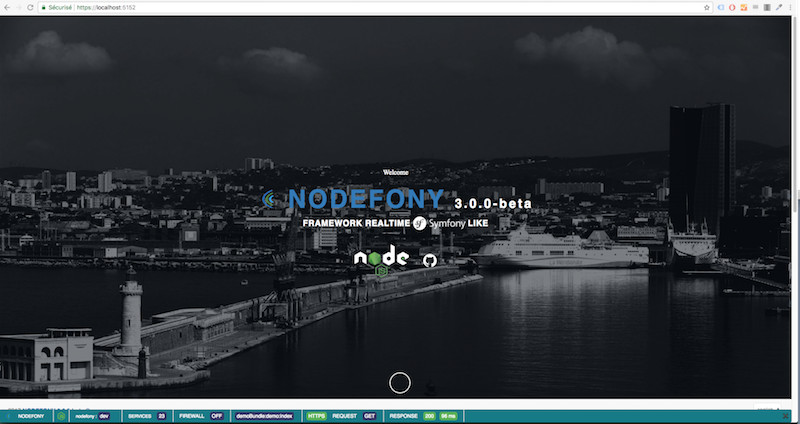 Sécurisé | https://localhost:5152
Welcome
NODEFONY 3.0.0-beta
FRAMEWORK REALTIME sf Symfony LIKE
node
NODEFONY nodefony : dev SERVICES 23 FIREWALL OFF demoBundle:demo:index HTTPS REQUEST GET RESPONSE 200 96 ms